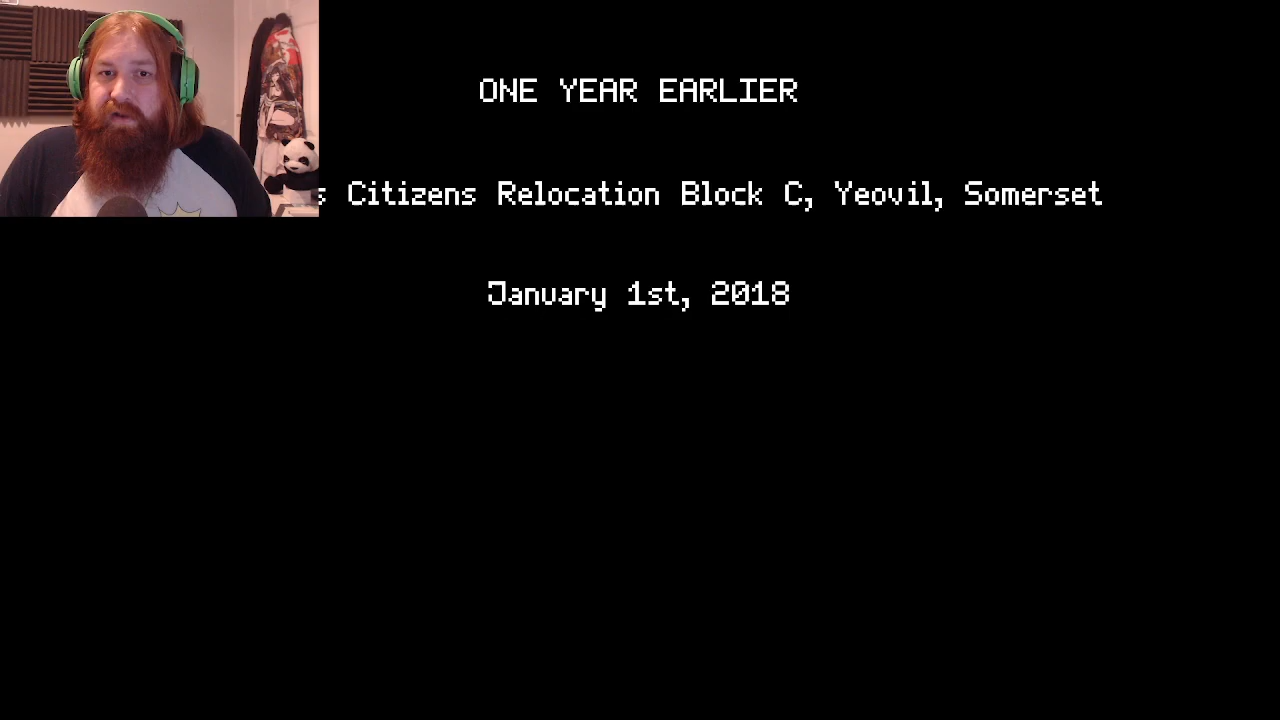 ONE YEAR EARLIER
Citizens Relocation Block C, Yeovil, Somerset
January 1st, 2018